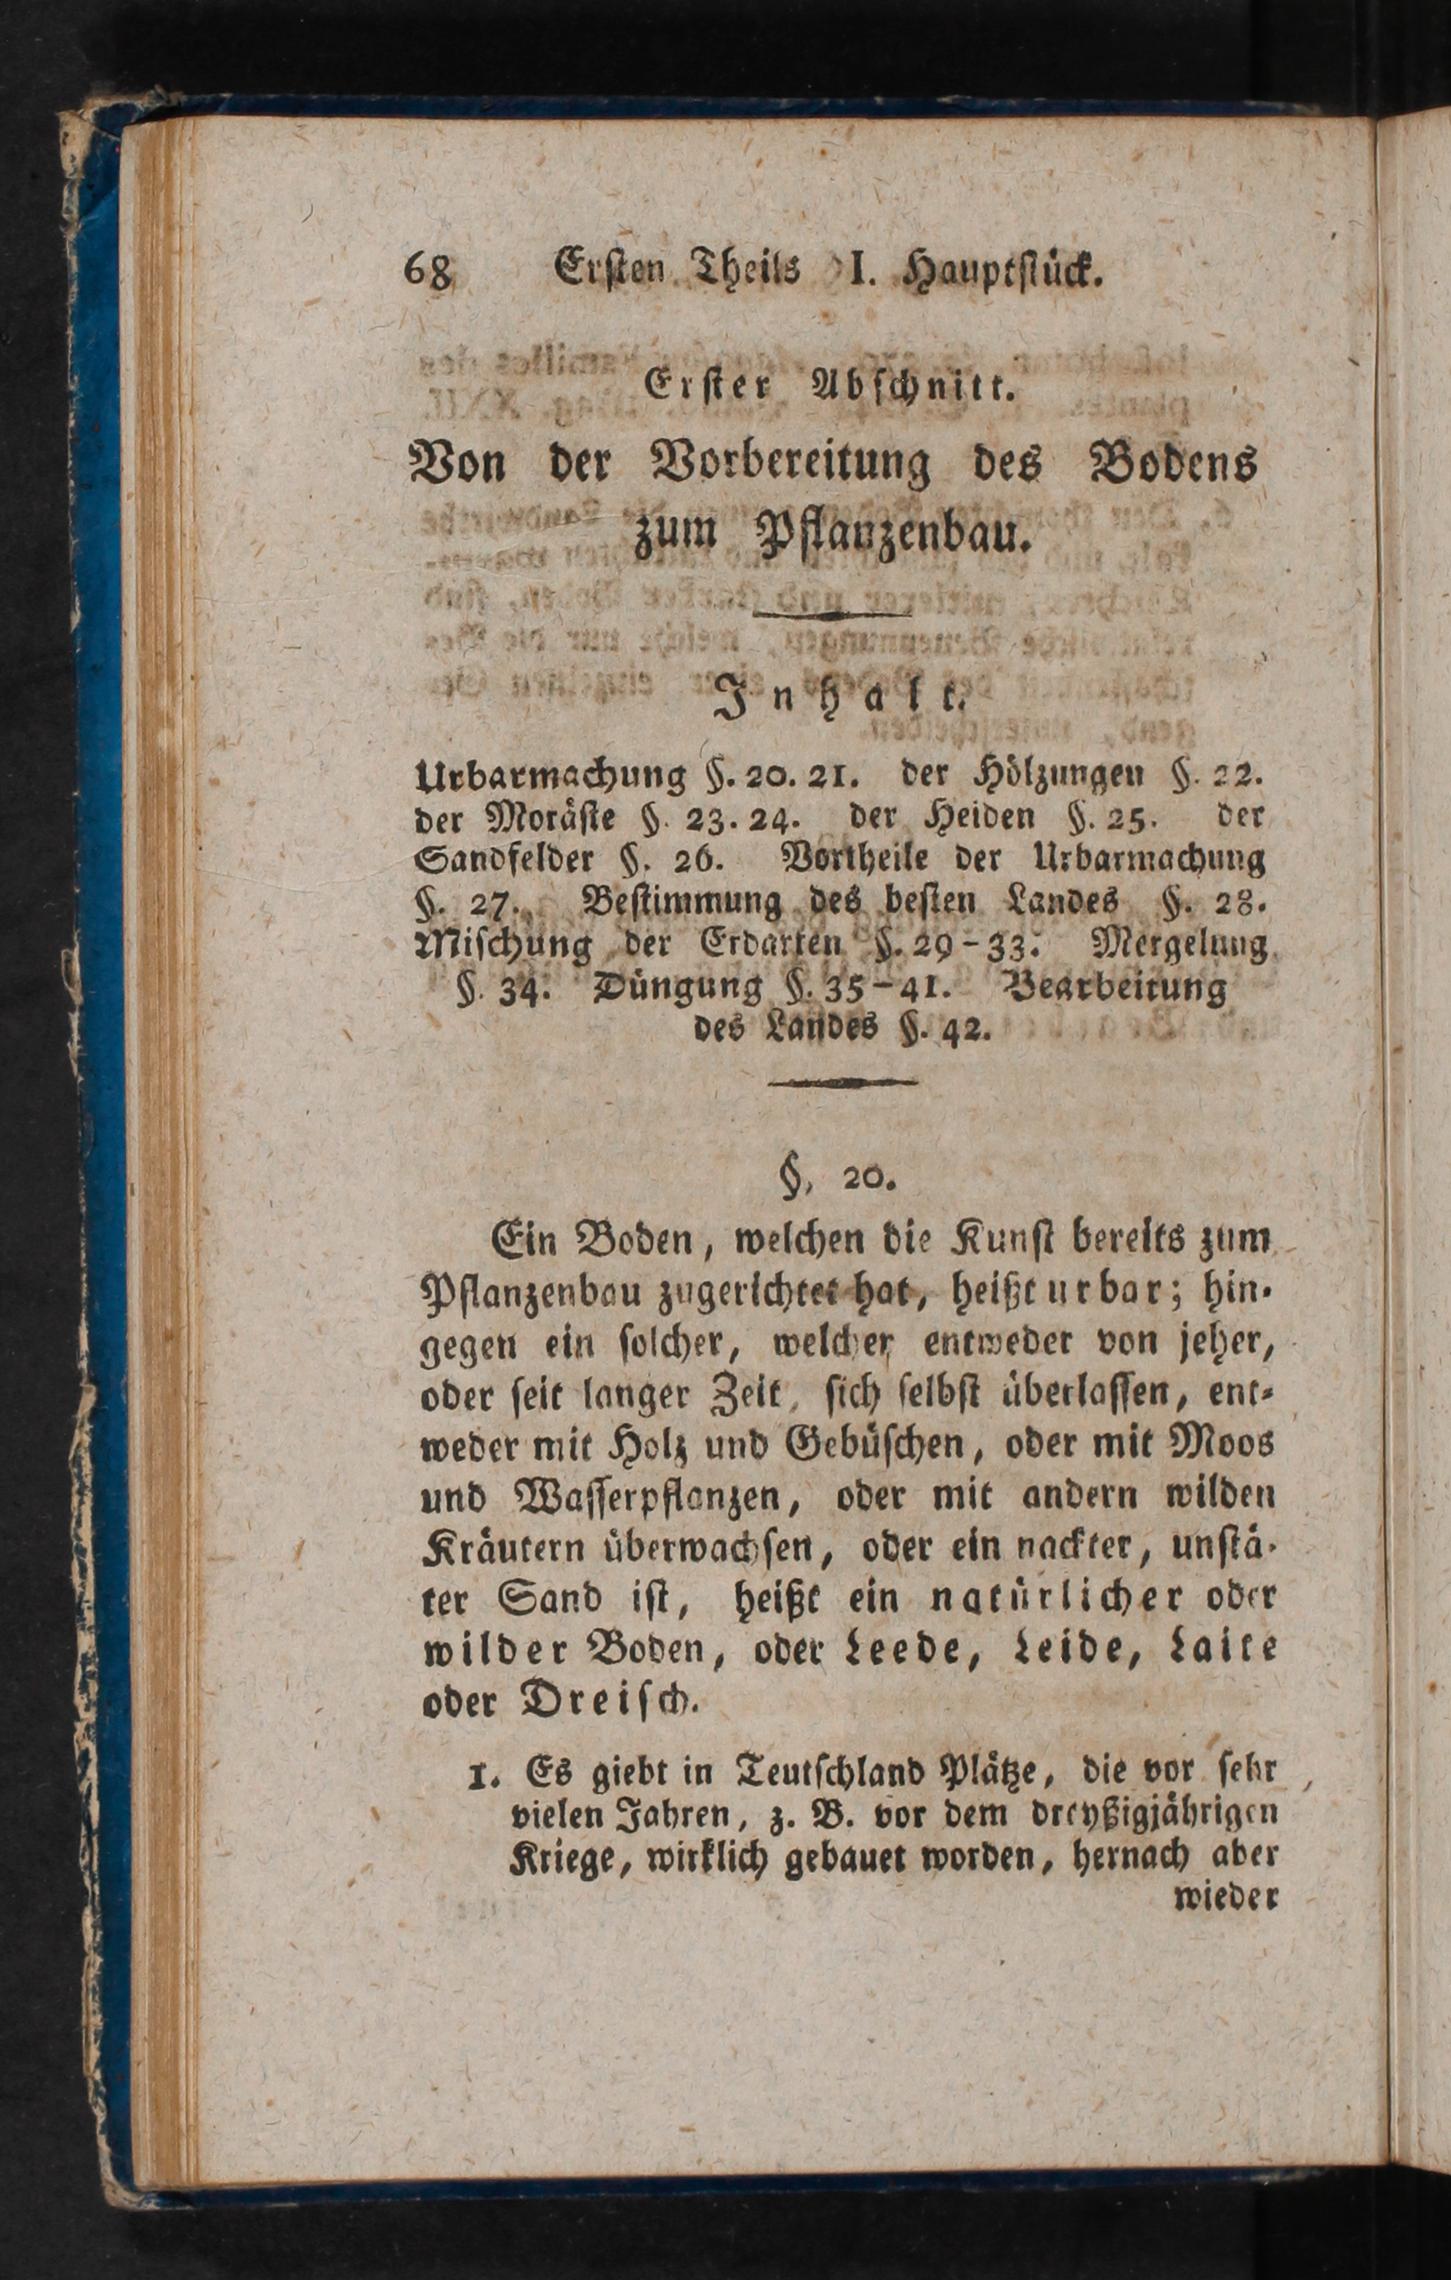 68 Ersten Theils I. Hauptstück.
Erster Abschnitt.
Von der Vorbereitung des Bodens
zum Pflanzenbau.
Inhalt.
Urbarmachung §. 20. 21. der Hölzungen §. 22.
der Moräste §. 23. 24. der Heiden §. 25. der
Sandfelder §. 26. Vortheile der Urbarmachung
§. 27. Bestimmung des besten Landes §. 28.
Mischung der Erdarten §. 29-33. Mergelung
§. 34. Düngung §. 35-41. Bearbeitung
des Landes §. 42.
§. 20.
Ein Boden, welchen die Kunst bereits zum
Pflanzenbau zugerichtet hat, heißt urbar; hin-
gegen ein solcher, welcher entweder von jeher,
oder seit langer Zeit, sich selbst überlassen, ent-
weder mit Holz und Gebüschen, oder mit Moos
und Wasserpflanzen, oder mit andern wilden
Kräutern überwachsen, oder ein nackter, unstä-
ter Sand ist, heißt ein natürlicher oder
wilder Boden, oder Leede, Leide, Laite
oder Dreisch.
1. Es giebt in Teutschland Plätze, die vor sehr
vielen Jahren, z. B. vor dem dreyßigjährigen
Kriege, wirklich gebauet worden, hernach aber
wieder